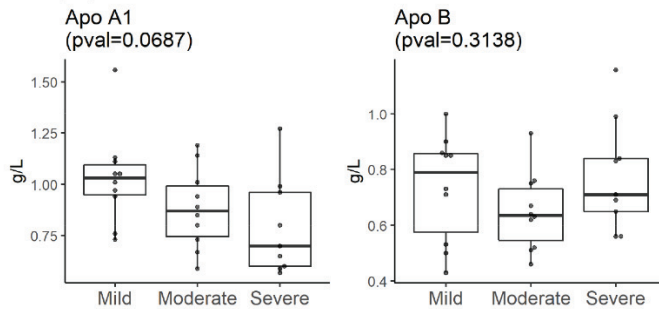 Apo A1
(pval=0.0687)
g/L
1.50
1.25
1.00
0.75
Mild Moderate Severe
Apo B
(pval=0.3138)
g/L
1.0
0.8
0.6
0.4
Mild Moderate Severe